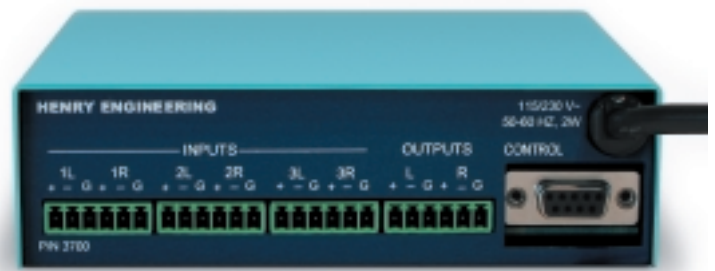 HENRY ENGINEERING
115/230 V~
50-60 HZ, 2W
INPUTS
OUTPUTS
CONTROL
1L 1R 2L 2R 3L 3R L R
+ – G + – G + – G + – G + – G + – G + – G + – G
P/N 3700